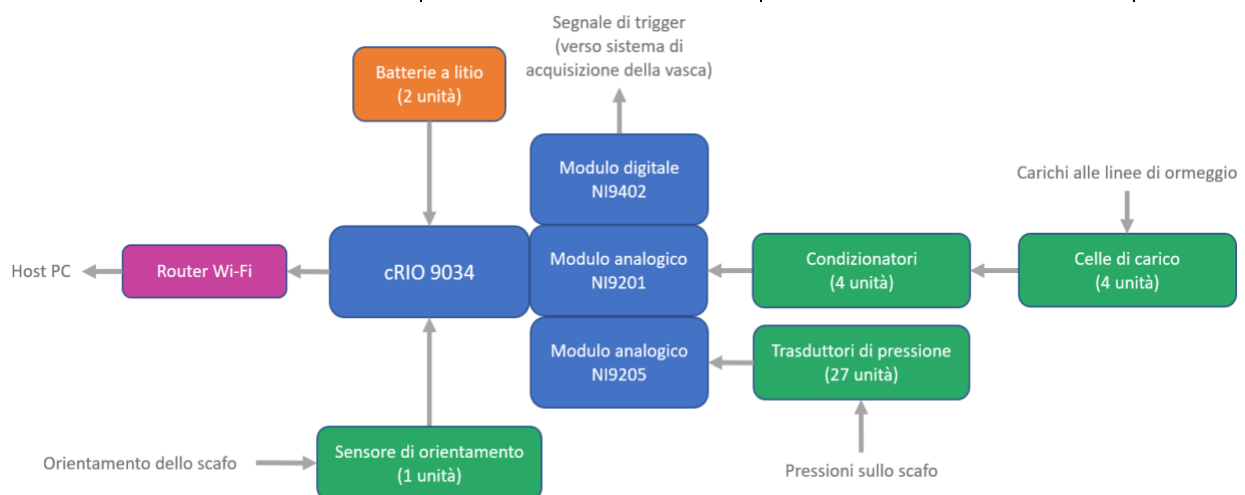 Segnale di trigger
(verso sistema di
acquisizione della vasca)
Batterie a litio
(2 unità)
Modulo digitale
NI9402
Carichi alle linee di ormeggio
Host PC
Router Wi-Fi
cRIO 9034
Modulo analogico
NI9201
Condizionatori
(4 unità)
Celle di carico
(4 unità)
Modulo analogico
NI9205
Trasduttori di pressione
(27 unità)
Orientamento dello scafo
Sensore di orientamento
(1 unità)
Pressioni sullo scafo